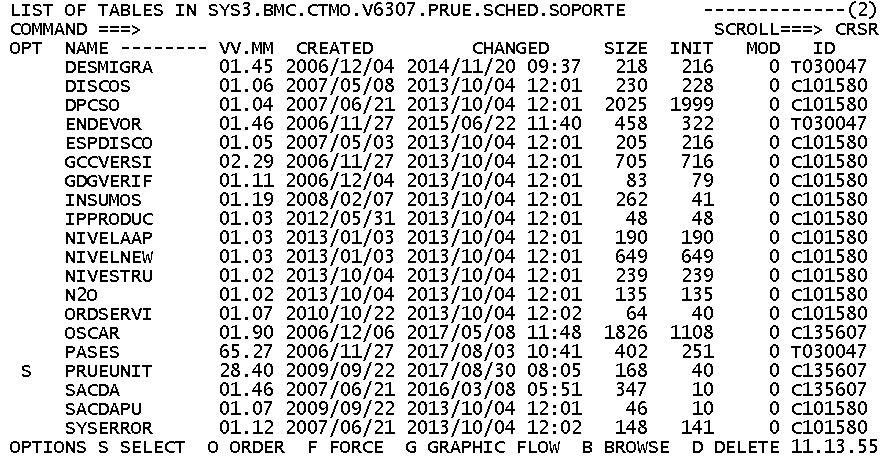 LIST OF TABLES IN SYS3.BMC.CTMO.V6307.PRUE.SCHED.SOPORTE -------------(2)
COMMAND ===> SCROLL===> CRSR
OPT NAME -------- VV.MM CREATED CHANGED SIZE INIT MOD ID
DESMIGRA 01.45 2006/12/04 2014/11/20 09:37 218 216 0 T030047
DISCOS 01.06 2007/05/08 2013/10/04 12:01 230 228 0 C101580
DPCSO 01.04 2007/06/21 2013/10/04 12:01 2025 1999 0 C101580
ENDEVOR 01.46 2006/11/27 2015/06/22 11:40 458 322 0 T030047
ESPDISCO 01.05 2007/05/03 2013/10/04 12:01 205 216 0 C101580
GCCVERSI 02.29 2006/11/27 2013/10/04 12:01 705 716 0 C101580
GDGVERIF 01.11 2006/12/04 2013/10/04 12:01 83 79 0 C101580
INSUMOS 01.19 2008/02/07 2013/10/04 12:01 262 41 0 C101580
IPPRODUC 01.03 2012/05/31 2013/10/04 12:01 48 48 0 C101580
NIVELAAP 01.03 2013/01/03 2013/10/04 12:01 190 190 0 C101580
NIVELNEW 01.03 2013/01/03 2013/10/04 12:01 649 649 0 C101580
NIVESTRU 01.02 2013/10/04 2013/10/04 12:01 239 239 0 C101580
N2O 01.02 2013/10/04 2013/10/04 12:01 135 135 0 C101580
ORDSERVI 01.07 2010/10/22 2013/10/04 12:02 64 40 0 C101580
OSCAR 01.90 2006/12/06 2017/05/08 11:48 1826 1108 0 C135607
PASES 65.27 2006/11/27 2017/08/03 10:41 402 251 0 T030047
S PRUEUNIT 28.40 2009/09/22 2017/08/30 08:05 168 40 0 C135607
SACDA 01.46 2007/06/21 2016/03/08 05:51 347 10 0 C135607
SACDAPU 01.07 2009/09/22 2013/10/04 12:01 46 10 0 C101580
SYSERROR 01.12 2007/06/21 2013/10/04 12:02 148 141 0 C101580
OPTIONS S SELECT O ORDER F FORCE G GRAPHIC FLOW B BROWSE D DELETE 11.13.55